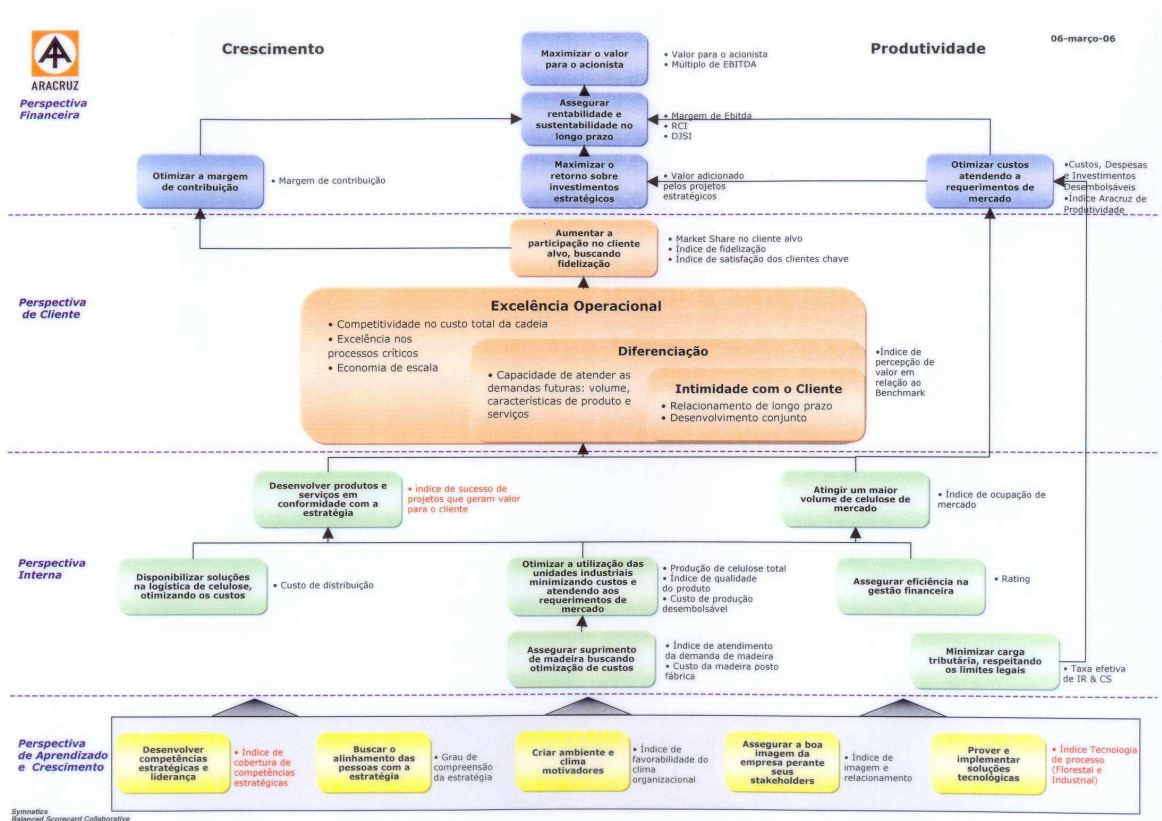 ARACRUZ
Crescimento
Produtividade
06-março-06
Perspectiva
Financeira
Maximizar o valor
para o acionista
• Valor para o acionista
• Múltiplo de EBITDA
Assegurar
rentabilidade e
sustentabilidade no
longo prazo
• Margem de Ebitda
• RCI
• DJSI
Otimizar a margem
de contribuição
• Margem de contribuição
Maximizar o
retorno sobre
investimentos
estratégicos
• Valor adicionado
pelos projetos
estratégicos
Otimizar custos
atendendo a
requerimentos de
mercado
•Custos, Despesas
e Investimentos
Desembolsáveis
•Índice Aracruz de
Produtividade
Perspectiva
de Cliente
Aumentar a
participação no cliente
alvo, buscando
fidelização
• Market Share no cliente alvo
• Índice de fidelização
• Índice de satisfação dos clientes chave
Excelência Operacional
• Competitividade no custo total da cadeia
• Excelência nos
processos críticos
• Economia de escala
Diferenciação
• Capacidade de atender as
demandas futuras: volume,
características de produto e
serviços
Intimidade com o Cliente
• Relacionamento de longo prazo
• Desenvolvimento conjunto
•Índice de
percepção de
valor em
relação ao
Benchmark
Perspectiva
Interna
Desenvolver produtos e
serviços em
conformidade com a
estratégia
• indice de sucesso de
projetos que geram valor
para o cliente
Atingir um maior
volume de celulose de
mercado
• Índice de ocupação de
mercado
Disponibilizar soluções
na logística de celulose,
otimizando os custos
• Custo de distribuição
Otimizar a utilização das
unidades industriais
minimizando custos e
atendendo aos
requerimentos de
mercado
• Produção de celulose total
• Índice de qualidade
do produto
• Custo de produção
desembolsável
Assegurar eficiência na
gestão financeira
• Rating
Assegurar suprimento
de madeira buscando
otimização de custos
• Índice de atendimento
da demanda de madeira
• Custo da madeira posto
fábrica
Minimizar carga
tributária, respeitando
os limites legais
• Taxa efetiva
de IR & CS
Perspectiva
de Aprendizado
e Crescimento
Desenvolver
competências
estratégicas e
liderança
• Índice de
cobertura de
competências
estratégicas
Buscar o
alinhamento das
pessoas com a
estratégia
• Grau de
compreensão
da estratégia
Criar ambiente e
clima
motivadores
• Índice de
favorabilidade do
clima
organizacional
Assegurar a boa
imagem da
empresa perante
seus
stakeholders
• Índice de
imagem e
relacionamento
Prover e
implementar
soluções
tecnológicas
• Índice Tecnologia
de processo
(Florestal e
Industrial)
Symnetics
Balanced Scorecard Collaborative